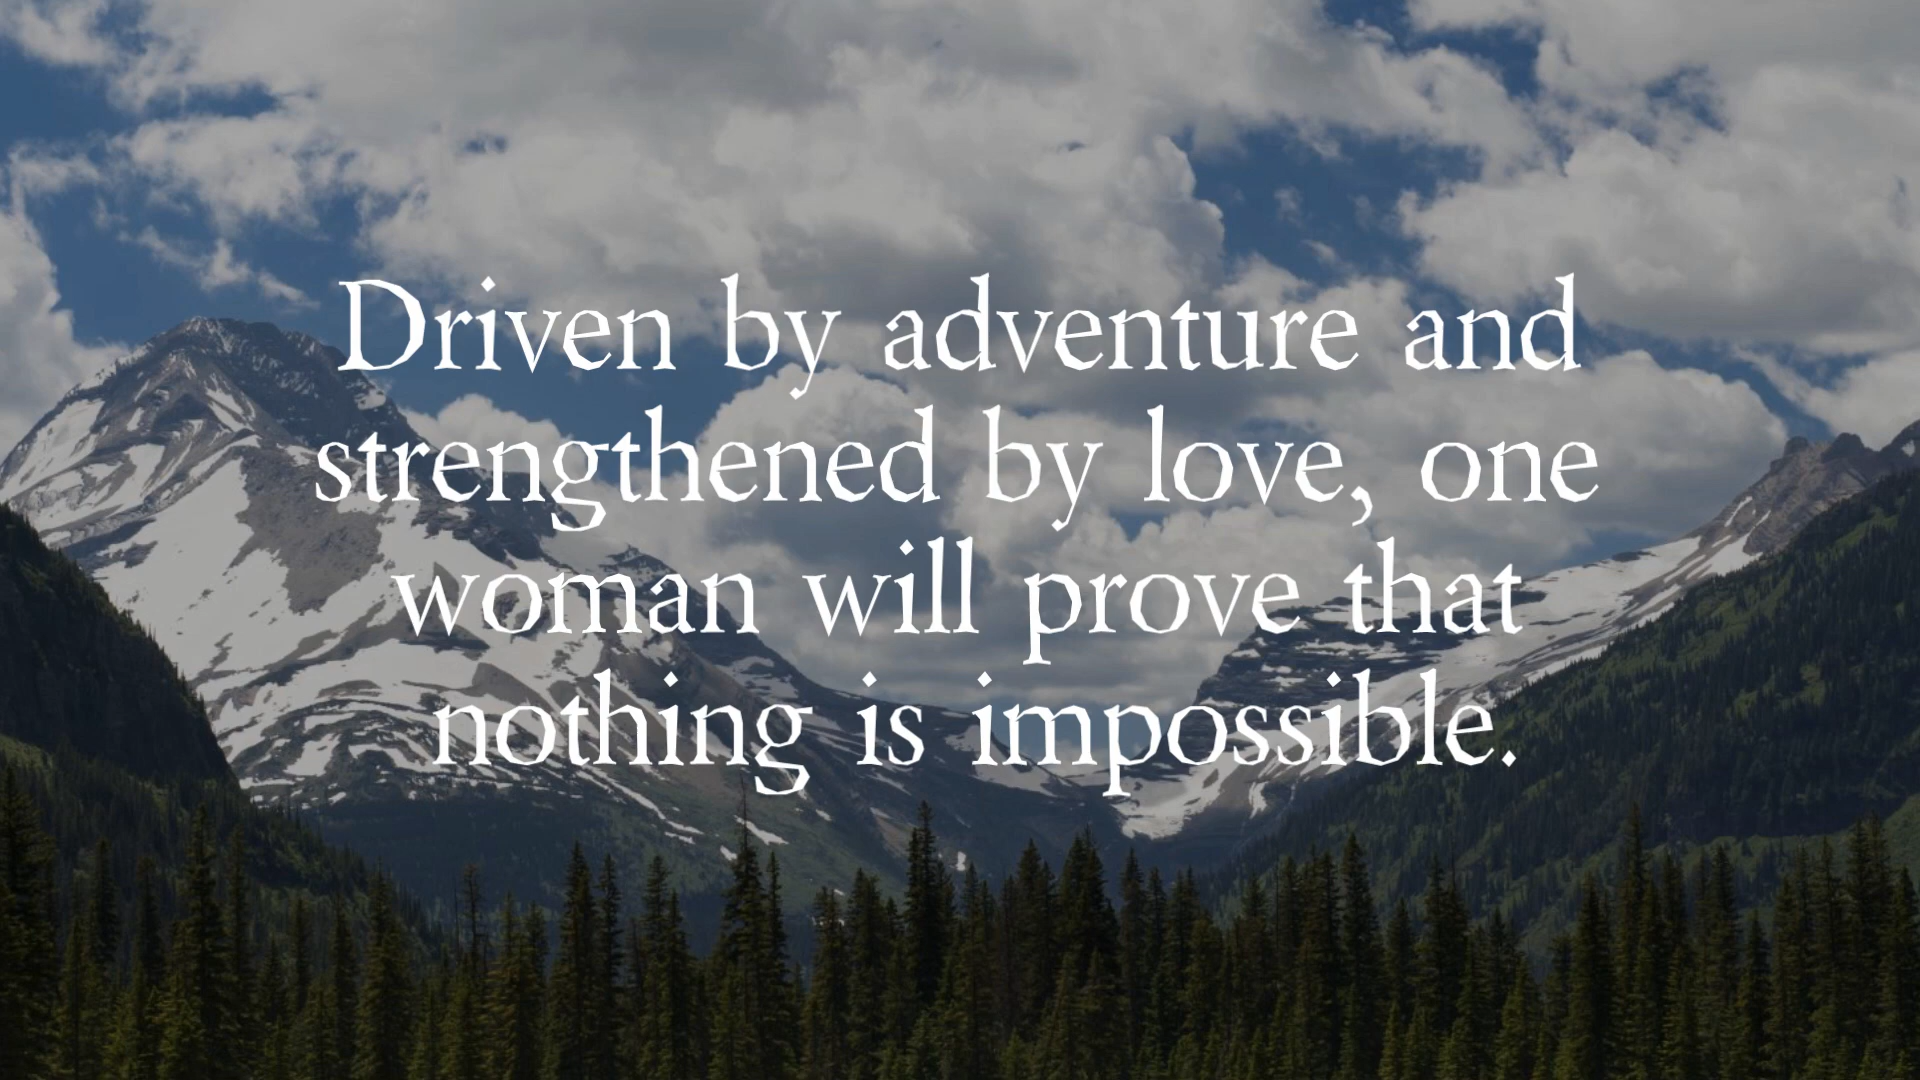 Driven by adventure and
strengthened by love, one
woman will prove that
nothing is impossible.